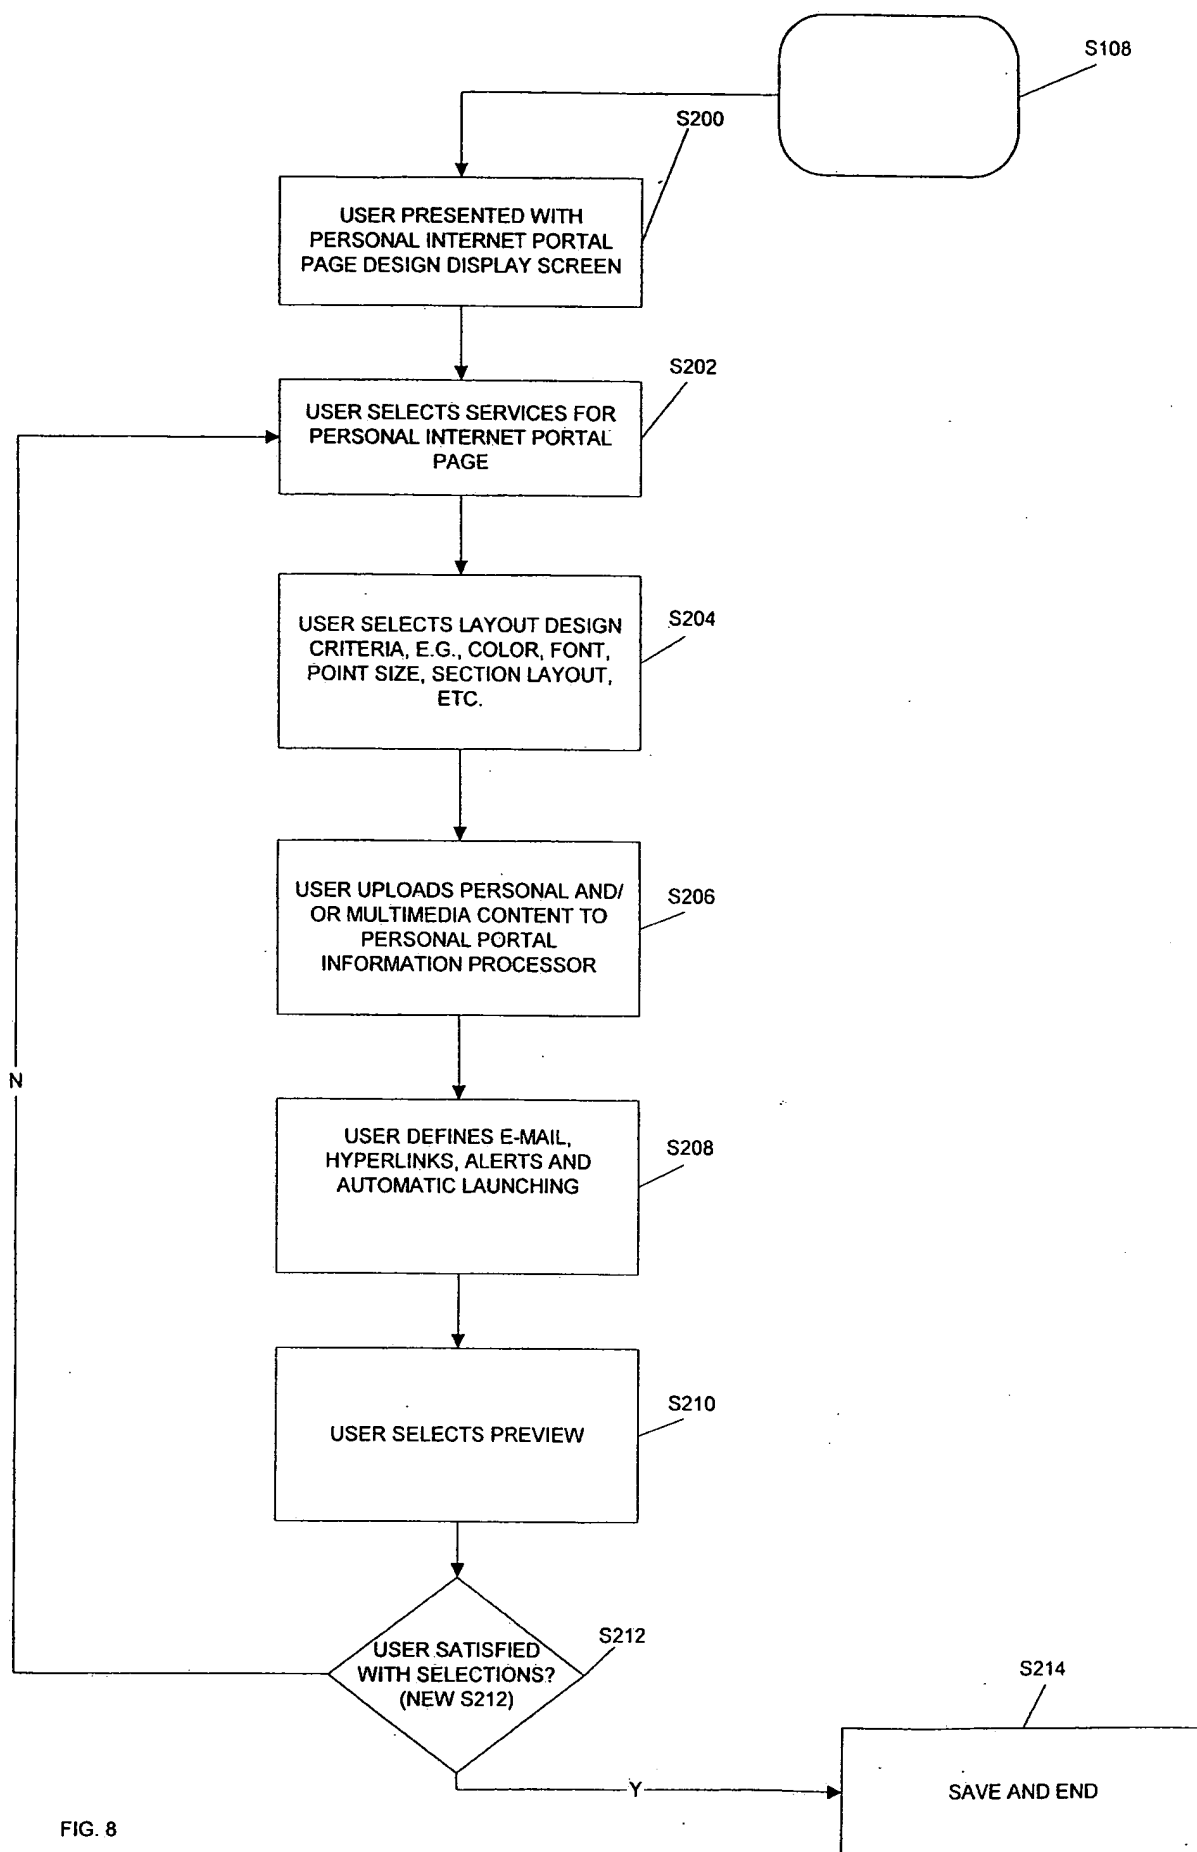 S108
S200
USER PRESENTED WITH
PERSONAL INTERNET PORTAL
PAGE DESIGN DISPLAY SCREEN
S202
USER SELECTS SERVICES FOR
PERSONAL INTERNET PORTAL
PAGE
S204
USER SELECTS LAYOUT DESIGN
CRITERIA, E.G., COLOR, FONT,
POINT SIZE, SECTION LAYOUT,
ETC.
S206
USER UPLOADS PERSONAL AND/
OR MULTIMEDIA CONTENT TO
PERSONAL PORTAL
INFORMATION PROCESSOR
N
S208
USER DEFINES E-MAIL,
HYPERLINKS, ALERTS AND
AUTOMATIC LAUNCHING
S210
USER SELECTS PREVIEW
S212
USER SATISFIED
WITH SELECTIONS?
(NEW S212)
S214
Y
SAVE AND END
FIG. 8